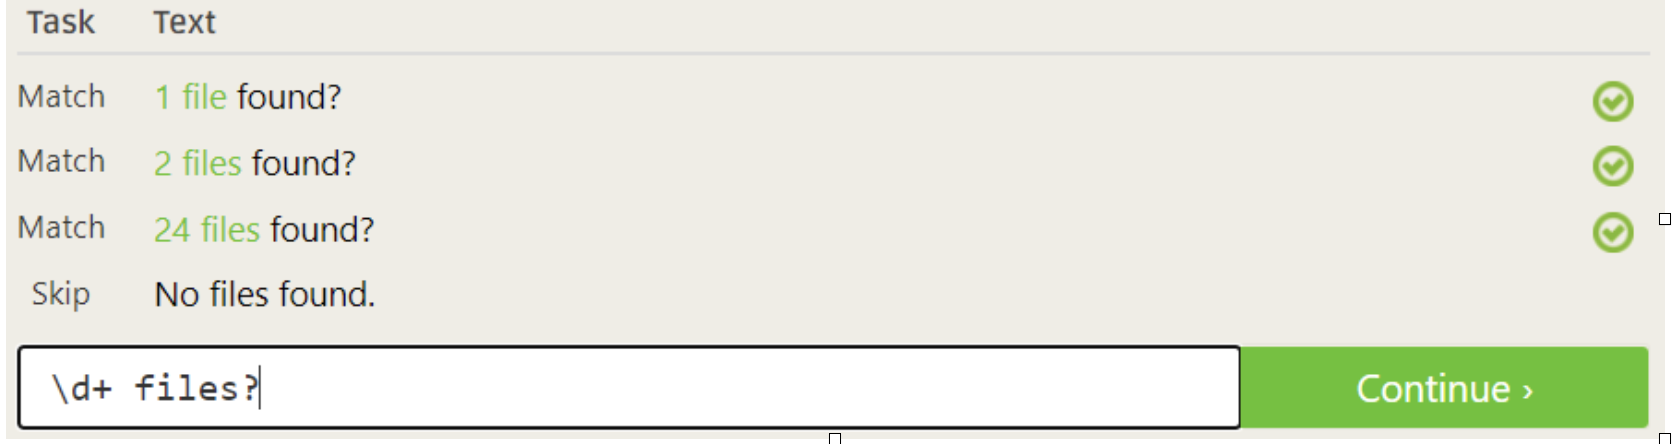 Task Text
Match 1 file found?
Match 2 files found?
Match 24 files found?
Skip No files found.
\d+ files?
Continue ›